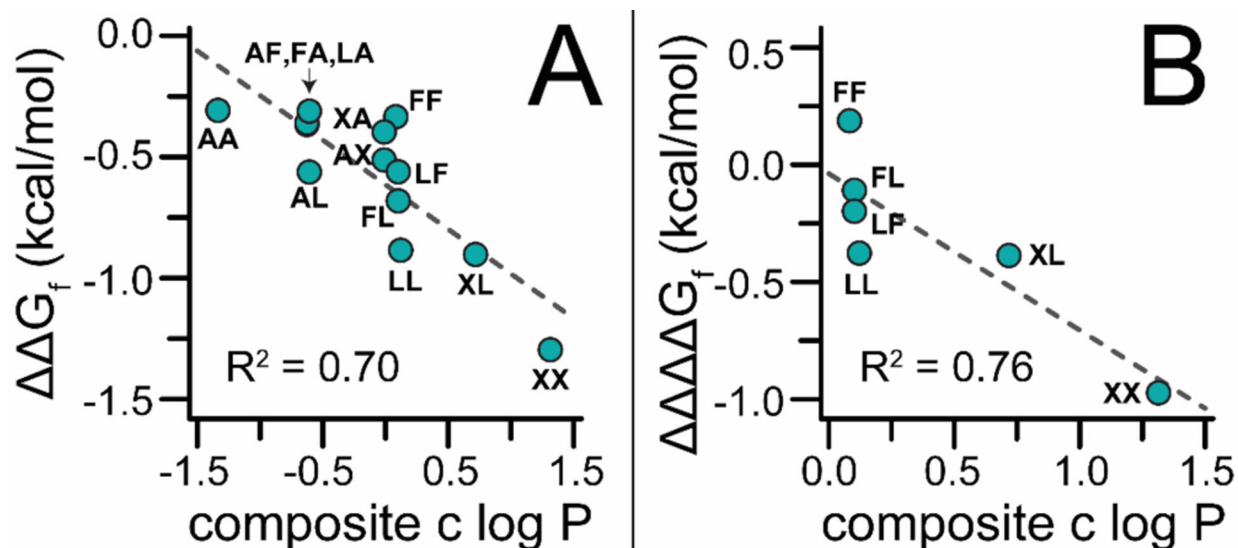 A
ΔΔG_f (kcal/mol)
0.0
-0.5
-1.0
-1.5
AF,FA,LA
AA
AL
XA
AX
FF
LF
FL
LL
XL
XX
R² = 0.70
-1.5
-0.5
0.5
1.5
composite c log P
B
ΔΔΔΔG_f (kcal/mol)
0.5
0.0
-0.5
-1.0
FF
FL
LF
LL
XL
XX
R² = 0.76
0.0
0.5
1.0
1.5
composite c log P